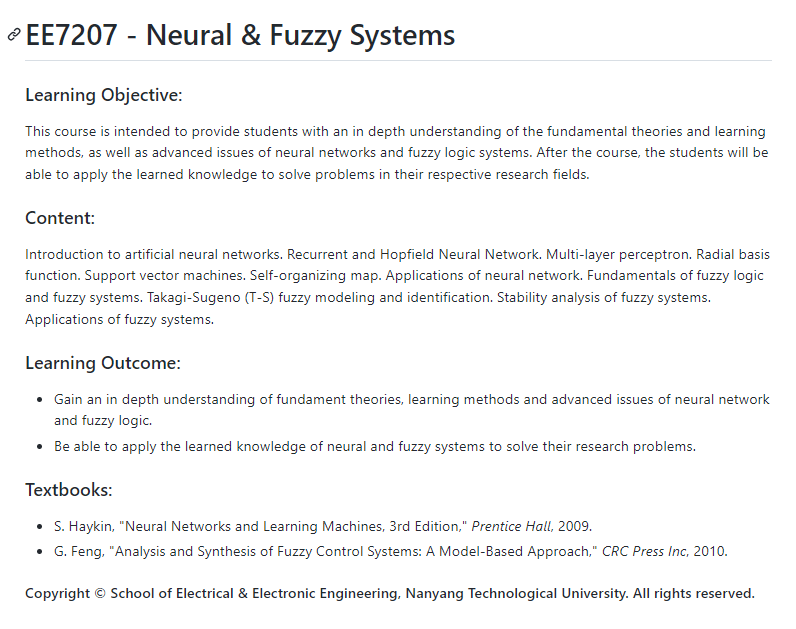 EE7207 - Neural & Fuzzy Systems
Learning Objective:
This course is intended to provide students with an in depth understanding of the fundamental theories and learning
methods, as well as advanced issues of neural networks and fuzzy logic systems. After the course, the students will be
able to apply the learned knowledge to solve problems in their respective research fields.
Content:
Introduction to artificial neural networks. Recurrent and Hopfield Neural Network. Multi-layer perceptron. Radial basis
function. Support vector machines. Self-organizing map. Applications of neural network. Fundamentals of fuzzy logic
and fuzzy systems. Takagi-Sugeno (T-S) fuzzy modeling and identification. Stability analysis of fuzzy systems.
Applications of fuzzy systems.
Learning Outcome:
• Gain an in depth understanding of fundament theories, learning methods and advanced issues of neural network
and fuzzy logic.
• Be able to apply the learned knowledge of neural and fuzzy systems to solve their research problems.
Textbooks:
• S. Haykin, "Neural Networks and Learning Machines, 3rd Edition," Prentice Hall, 2009.
• G. Feng, "Analysis and Synthesis of Fuzzy Control Systems: A Model-Based Approach," CRC Press Inc, 2010.
Copyright © School of Electrical & Electronic Engineering, Nanyang Technological University. All rights reserved.